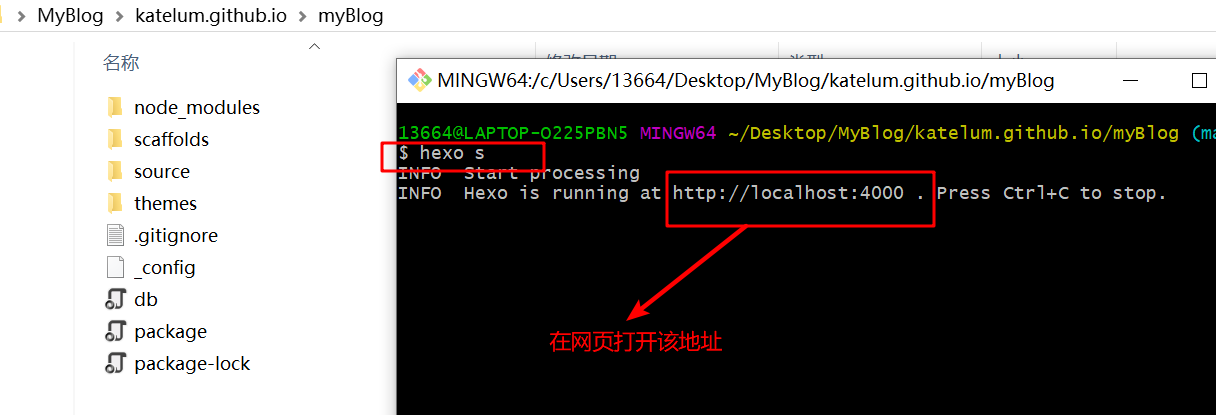 MyBlog > katelum.github.io > myBlog
名称
node_modules
scaffolds
source
themes
.gitignore
_config
db
package
package-lock
MINGW64:/c/Users/13664/Desktop/MyBlog/katelum.github.io/myBlog
13664@LAPTOP-O225PBN5 MINGW64 ~/Desktop/MyBlog/katelum.github.io/myBlog (ma
$ hexo s
INFO Start processing
INFO Hexo is running at http://localhost:4000 . Press Ctrl+C to stop.
在网页打开该地址